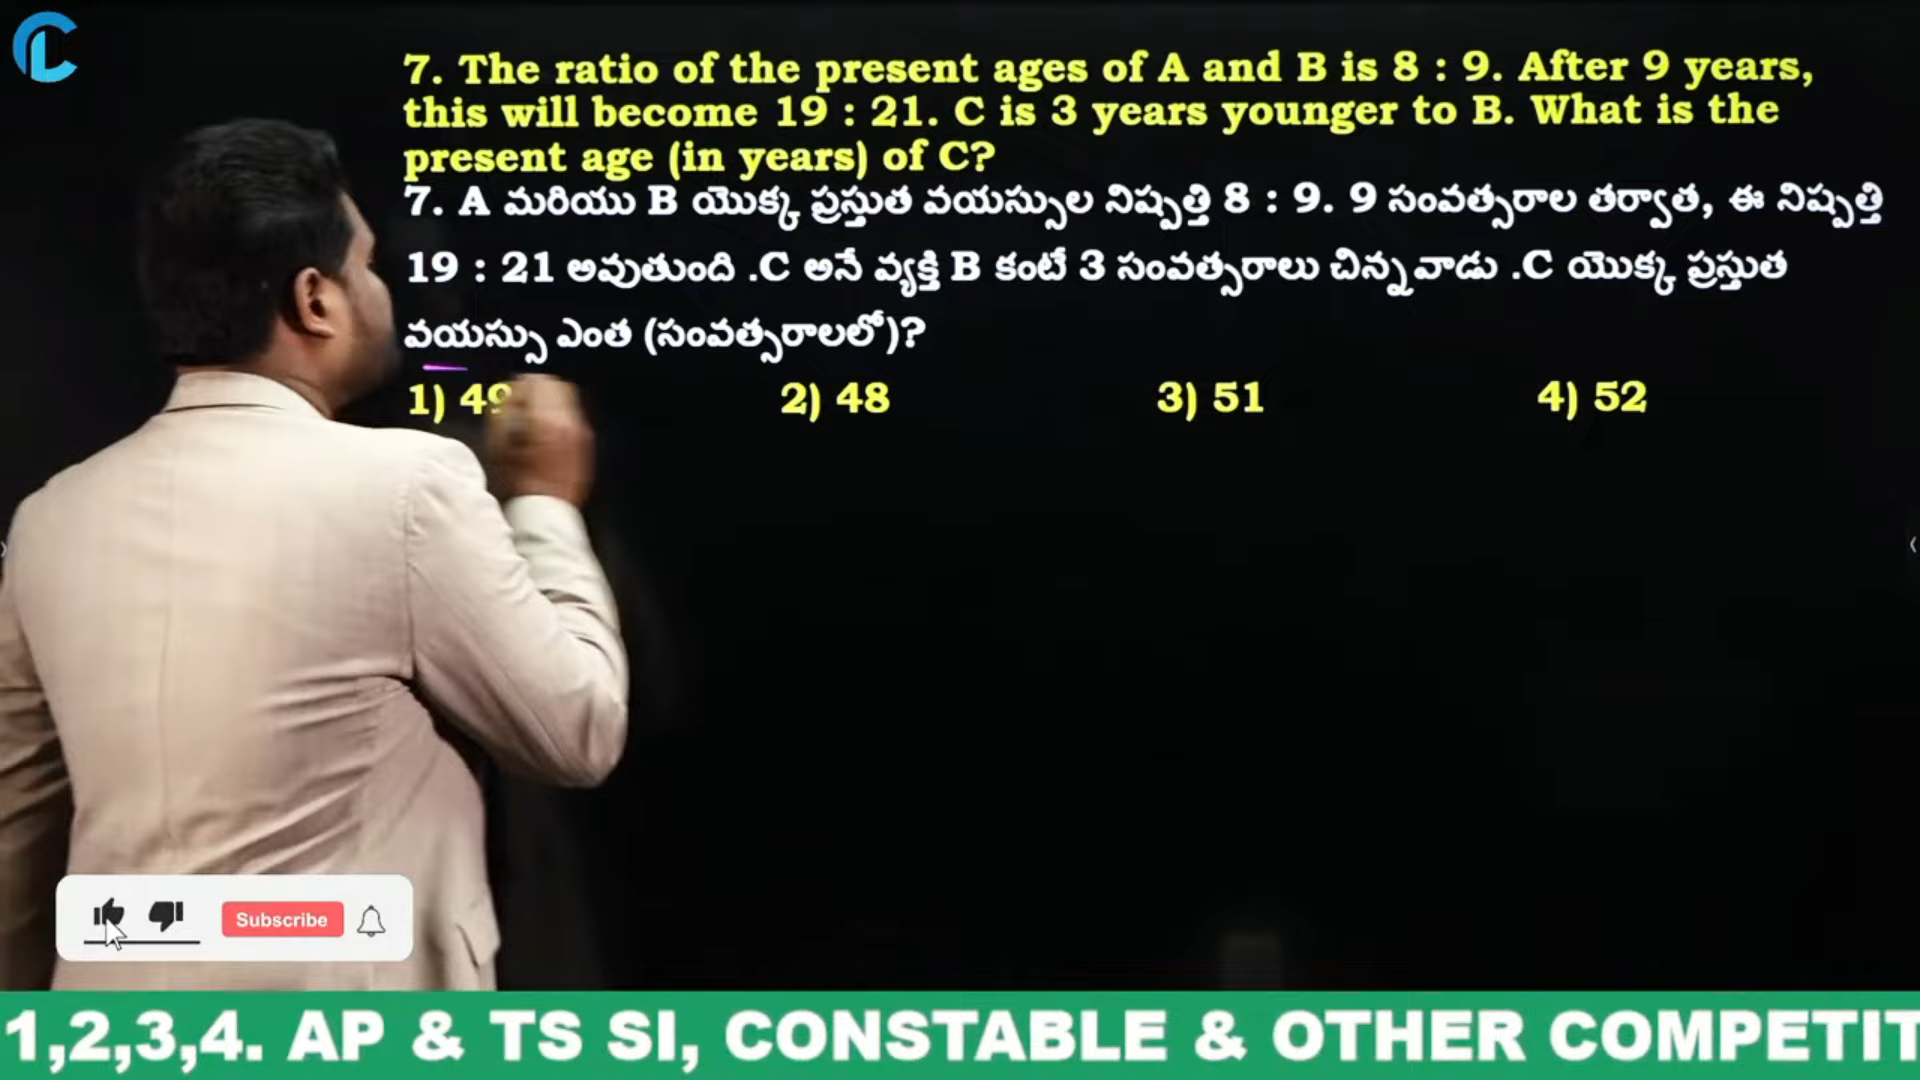 7. The ratio of the present ages of A and B is 8 : 9. After 9 years,
this will become 19 : 21. C is 3 years younger to B. What is the
present age (in years) of C?
7. A మరియు B యొక్క ప్రస్తుత వయస్సుల నిష్పత్తి 8 : 9. 9 సంవత్సరాల తర్వాత, ఈ నిష్పత్తి
19 : 21 అవుతుంది .C అనే వ్యక్తి B కంటే 3 సంవత్సరాలు చిన్నవాడు .C యొక్క ప్రస్తుత
వయస్సు ఎంత (సంవత్సరాలలో)?
1) 49 2) 48 3) 51 4) 52
Subscribe
1,2,3,4. AP & TS SI, CONSTABLE & OTHER COMPETIT